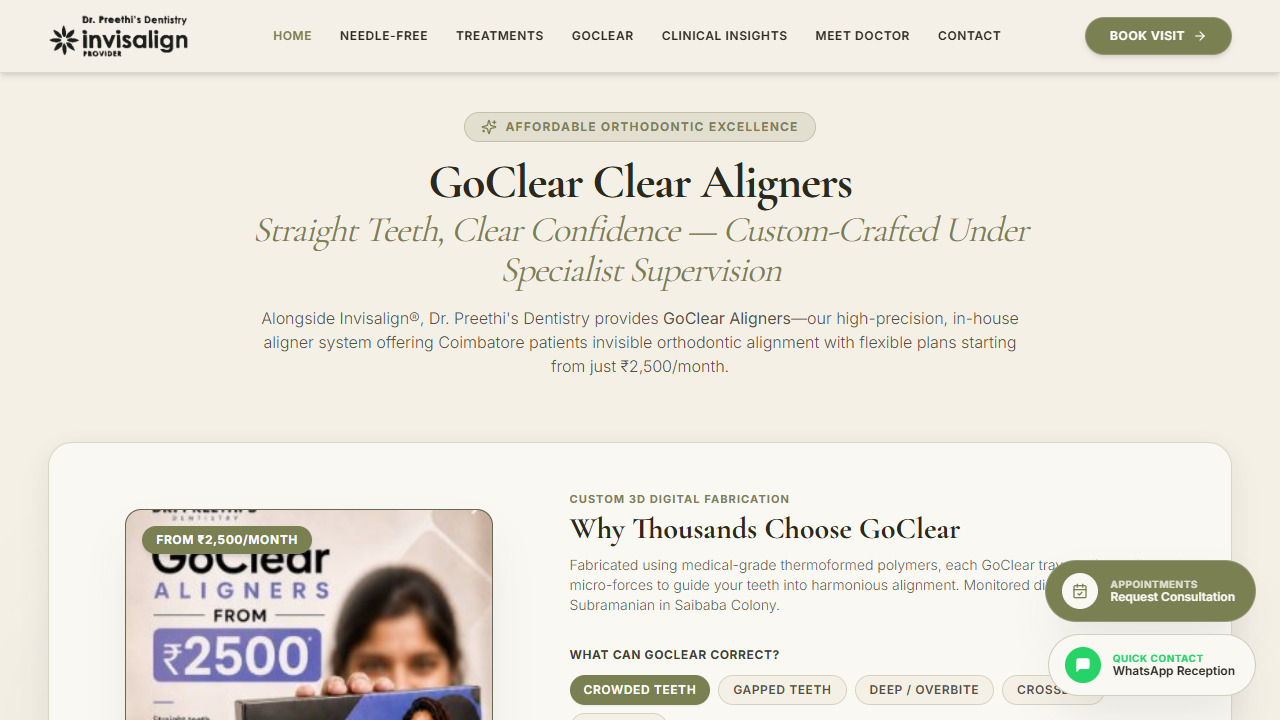 Dr. Preethi's Dentistry
invisalign
PROVIDER
HOME
NEEDLE-FREE
TREATMENTS
GOCLEAR
CLINICAL INSIGHTS
MEET DOCTOR
CONTACT
BOOK VISIT
AFFORDABLE ORTHODONTIC EXCELLENCE
GoClear Clear Aligners
Straight Teeth, Clear Confidence — Custom-Crafted Under
Specialist Supervision
Alongside Invisalign®, Dr. Preethi's Dentistry provides GoClear Aligners—our high-precision, in-house
aligner system offering Coimbatore patients invisible orthodontic alignment with flexible plans starting
from just ₹2,500/month.
DENTISTRY
FROM ₹2,500/MONTH
GoClear
ALIGNERS
FROM
₹2500
Straight teeth
CUSTOM 3D DIGITAL FABRICATION
Why Thousands Choose GoClear
Fabricated using medical-grade thermoformed polymers, each GoClear
micro-forces to guide your teeth into harmonious alignment. Monitored
Subramanian in Saibaba Colony.
WHAT CAN GOCLEAR CORRECT?
CROWDED TEETH
GAPPED TEETH
DEEP / OVERBITE
APPOINTMENTS
Request Consultation
QUICK CONTACT
WhatsApp Reception